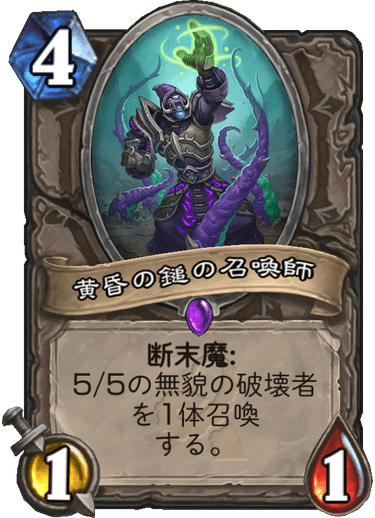 4
黄昏の鎚の召喚師
断末魔:
5/5の無貌の破壊者
を1体召喚
する。
1
1